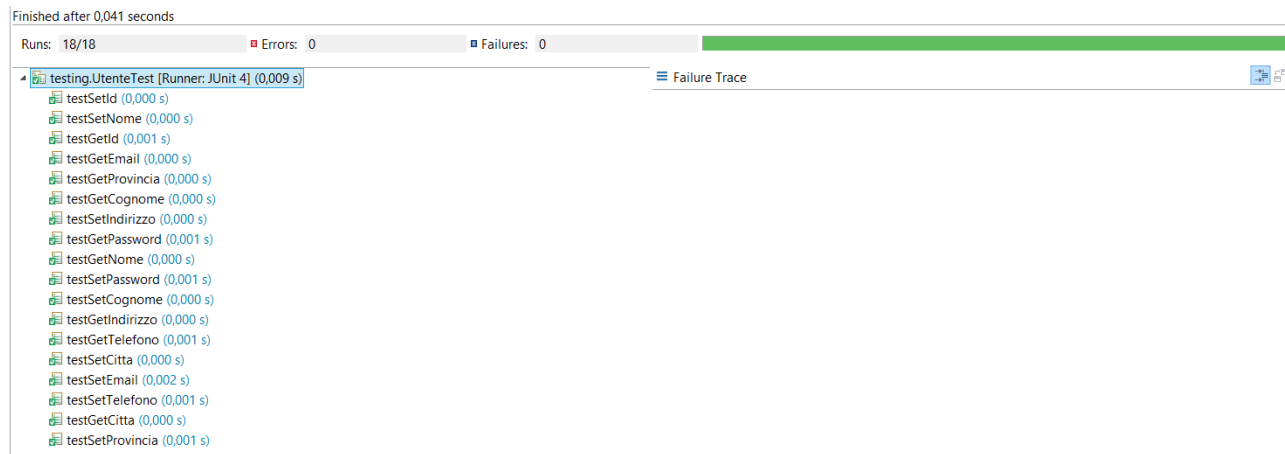 Finished after 0,041 seconds
Runs: 18/18 Errors: 0 Failures: 0
testing.UtenteTest [Runner: JUnit 4] (0,009 s)
Failure Trace
testSetId (0,000 s)
testSetNome (0,000 s)
testGetId (0,001 s)
testGetEmail (0,000 s)
testGetProvincia (0,000 s)
testGetCognome (0,000 s)
testSetIndirizzo (0,000 s)
testGetPassword (0,001 s)
testGetNome (0,000 s)
testSetPassword (0,001 s)
testSetCognome (0,000 s)
testGetIndirizzo (0,000 s)
testGetTelefono (0,001 s)
testSetCitta (0,000 s)
testSetEmail (0,002 s)
testSetTelefono (0,001 s)
testGetCitta (0,000 s)
testSetProvincia (0,001 s)